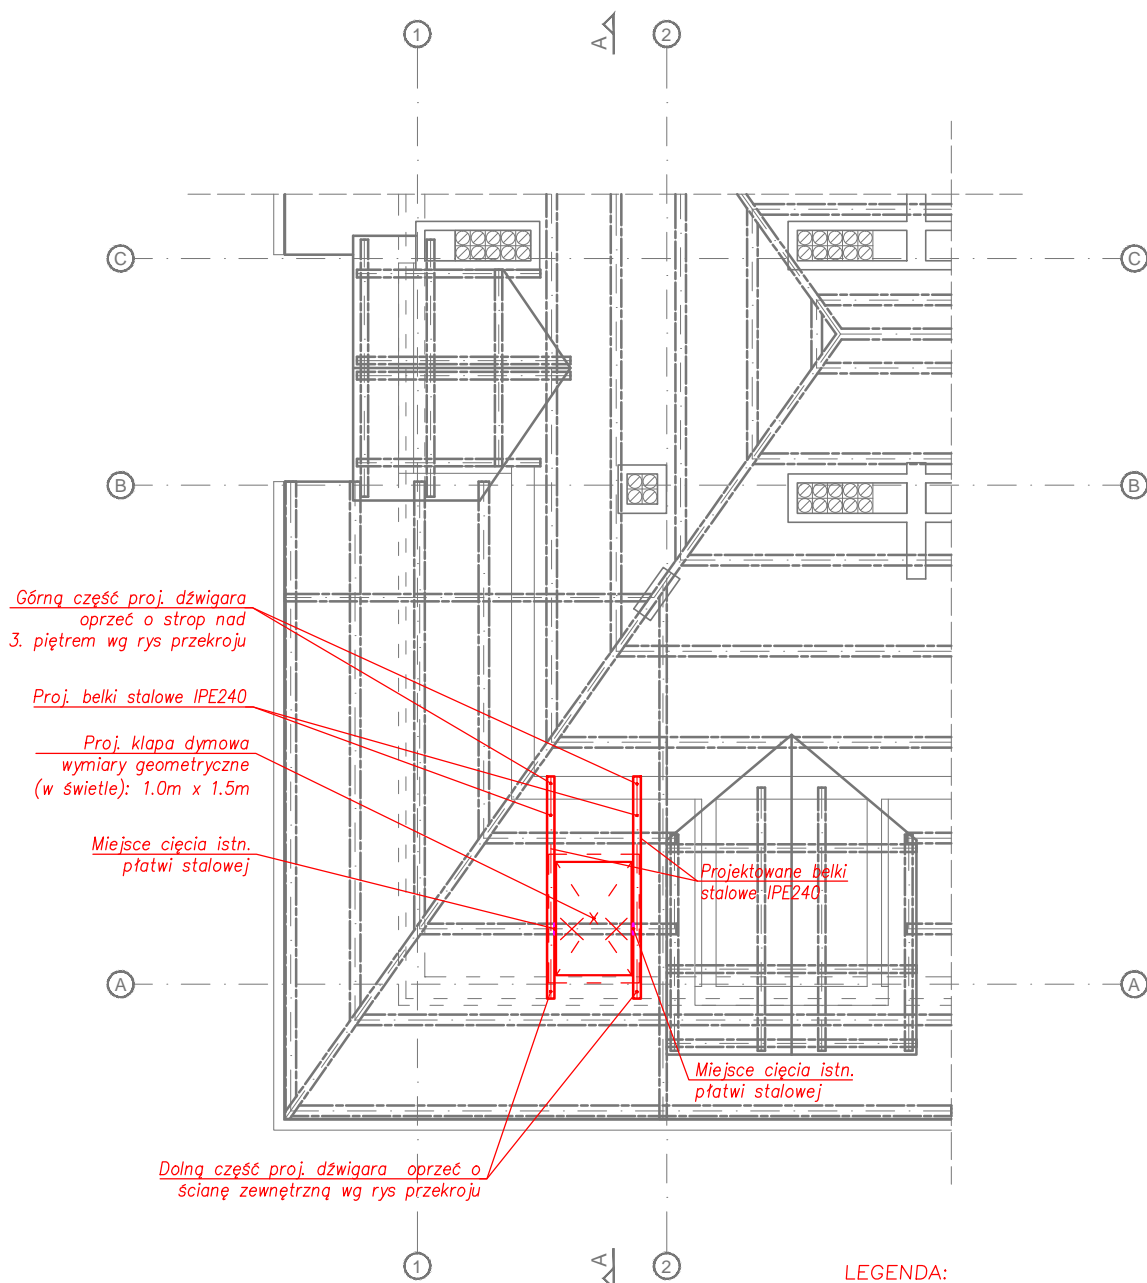 1
2
A
C
C
B
B
Górną część proj. dźwigara
oprzeć o strop nad
3. piętrem wg rys przekroju
Proj. belki stalowe IPE240
Proj. klapa dymowa
wymiary geometryczne
(w świetle): 1.0m x 1.5m
Miejsce cięcia istn.
płatwi stalowej
Projektowane belki
stalowe IPE240
A
A
Miejsce cięcia istn.
płatwi stalowej
Dolną część proj. dźwigara oprzeć o
ścianę zewnętrzną wg rys przekroju
1
2
A
LEGENDA: